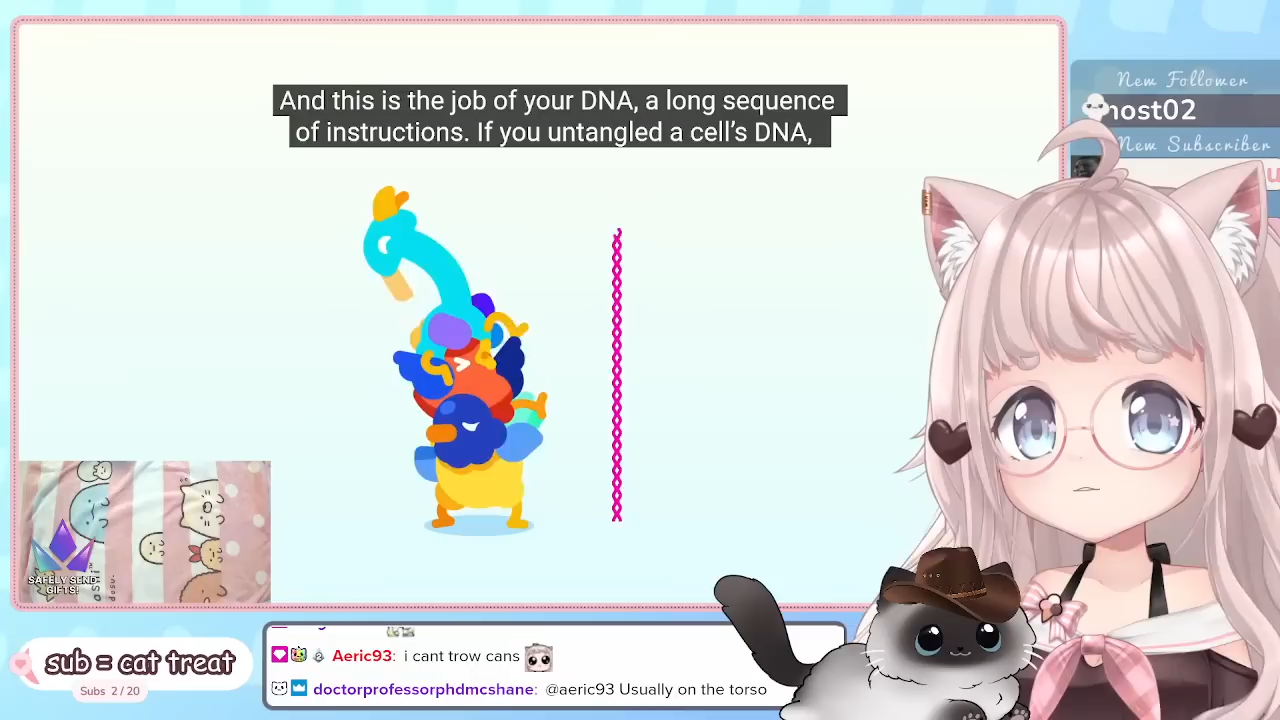 And this is the job of your DNA, a long sequence
of instructions. If you untangled a cell's DNA,
New Follower
host02
New Subscriber
SAFELY SEND
GIFTS!
sub = cat treat
Subs 2 / 20
Aeric93: i cant trow cans
doctorprofessorphdmcshane: @aeric93 Usually on the torso